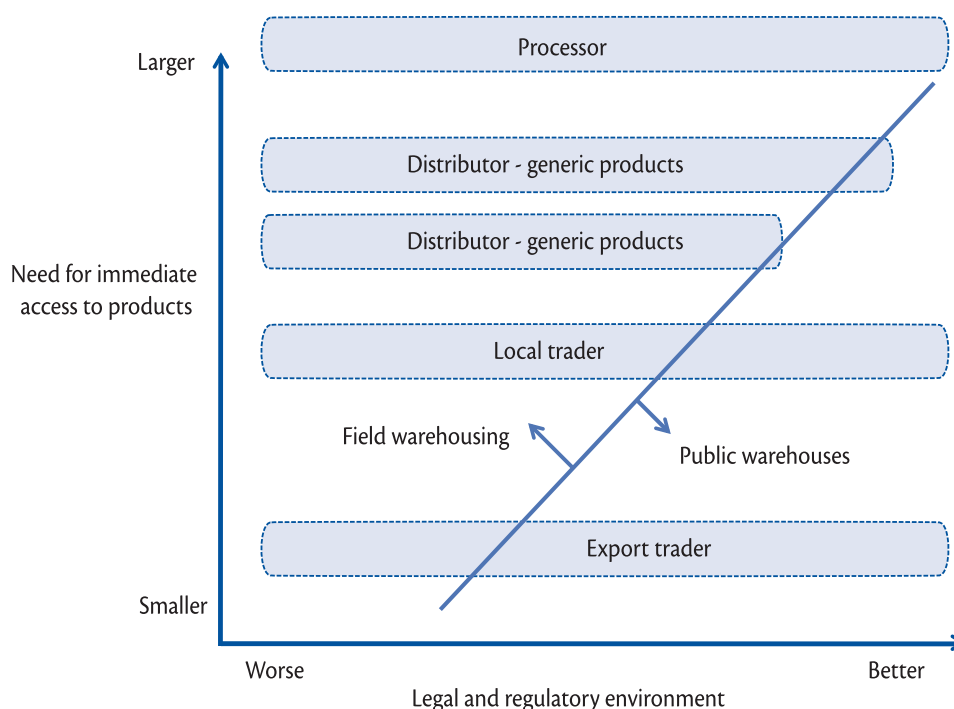 Processor
Larger
Distributor - generic products
Distributor - generic products
Need for immediate
access to products
Local trader
Field warehousing
Public warehouses
Export trader
Smaller
Worse
Better
Legal and regulatory environment